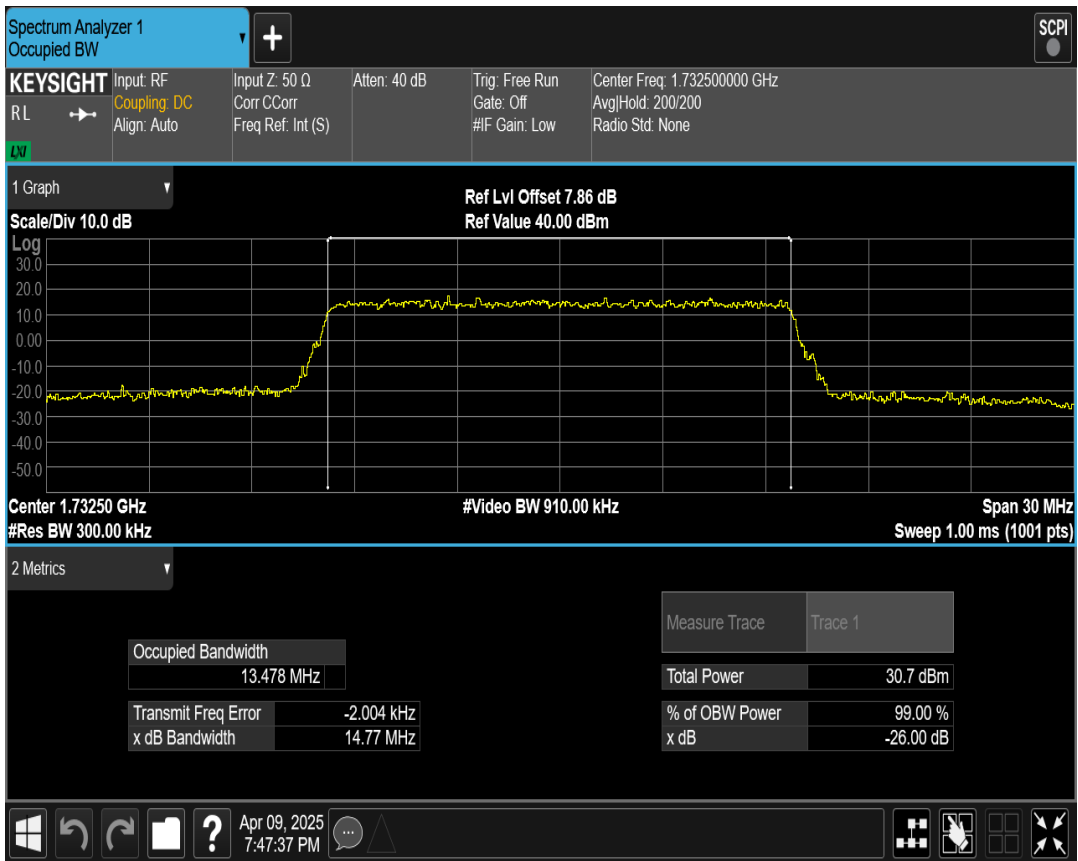 Spectrum Analyzer 1
Occupied BW
+
SCPI
KEYSIGHT
RL
LXI
Input: RF
Coupling: DC
Align: Auto
Input Z: 50 Ω
Corr CCorr
Freq Ref: Int (S)
Atten: 40 dB
Trig: Free Run
Gate: Off
#IF Gain: Low
Center Freq: 1.732500000 GHz
Avg|Hold: 200/200
Radio Std: None
1 Graph
Ref Lvl Offset 7.86 dB
Scale/Div 10.0 dB
Ref Value 40.00 dBm
Log
30.0
20.0
10.0
0.00
-10.0
-20.0
-30.0
-40.0
-50.0
Center 1.73250 GHz
#Video BW 910.00 kHz
Span 30 MHz
#Res BW 300.00 kHz
Sweep 1.00 ms (1001 pts)
2 Metrics
Measure Trace Trace 1
Occupied Bandwidth
13.478 MHz
Total Power 30.7 dBm
Transmit Freq Error -2.004 kHz
% of OBW Power 99.00 %
x dB Bandwidth 14.77 MHz
x dB -26.00 dB
?
Apr 09, 2025
7:47:37 PM